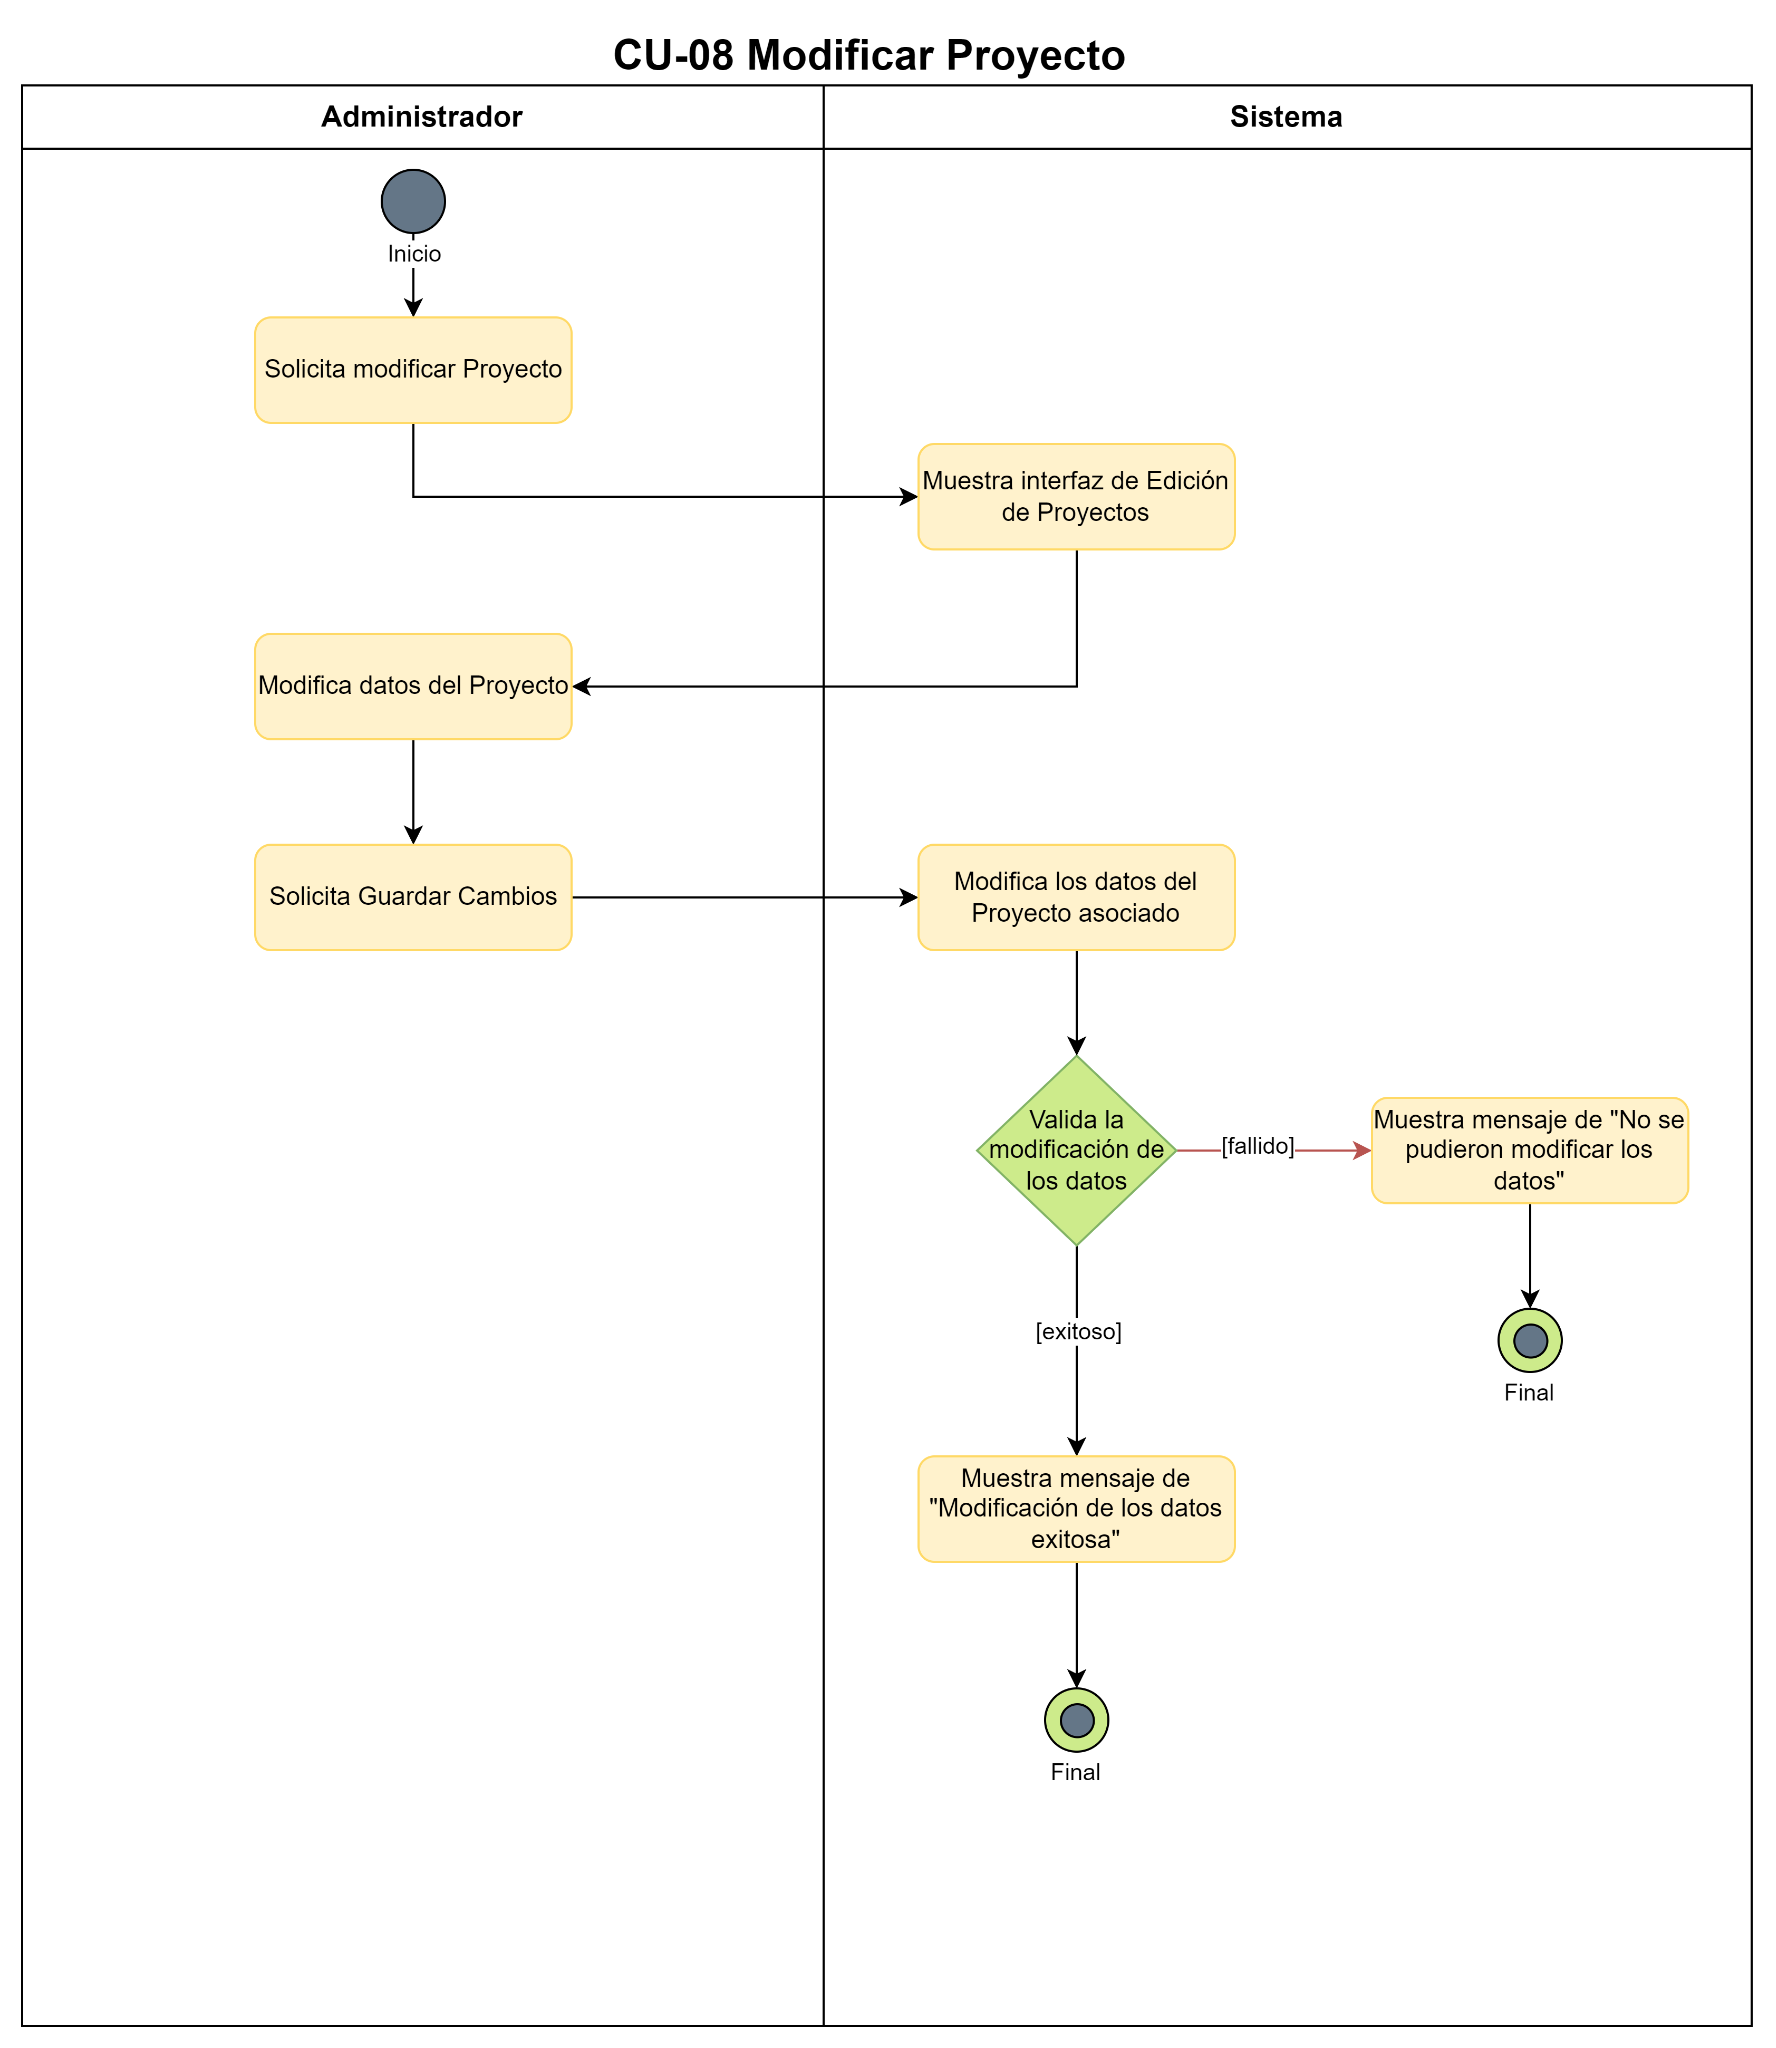 CU-08 Modificar Proyecto
Administrador
Sistema
Inicio
Solicita modificar Proyecto
Muestra interfaz de Edición
de Proyectos
Modifica datos del Proyecto
Solicita Guardar Cambios
Modifica los datos del
Proyecto asociado
Valida la
modificación de
los datos
[fallido]
Muestra mensaje de "No se
pudieron modificar los
datos"
Final
[exitoso]
Muestra mensaje de
"Modificación de los datos
exitosa"
Final